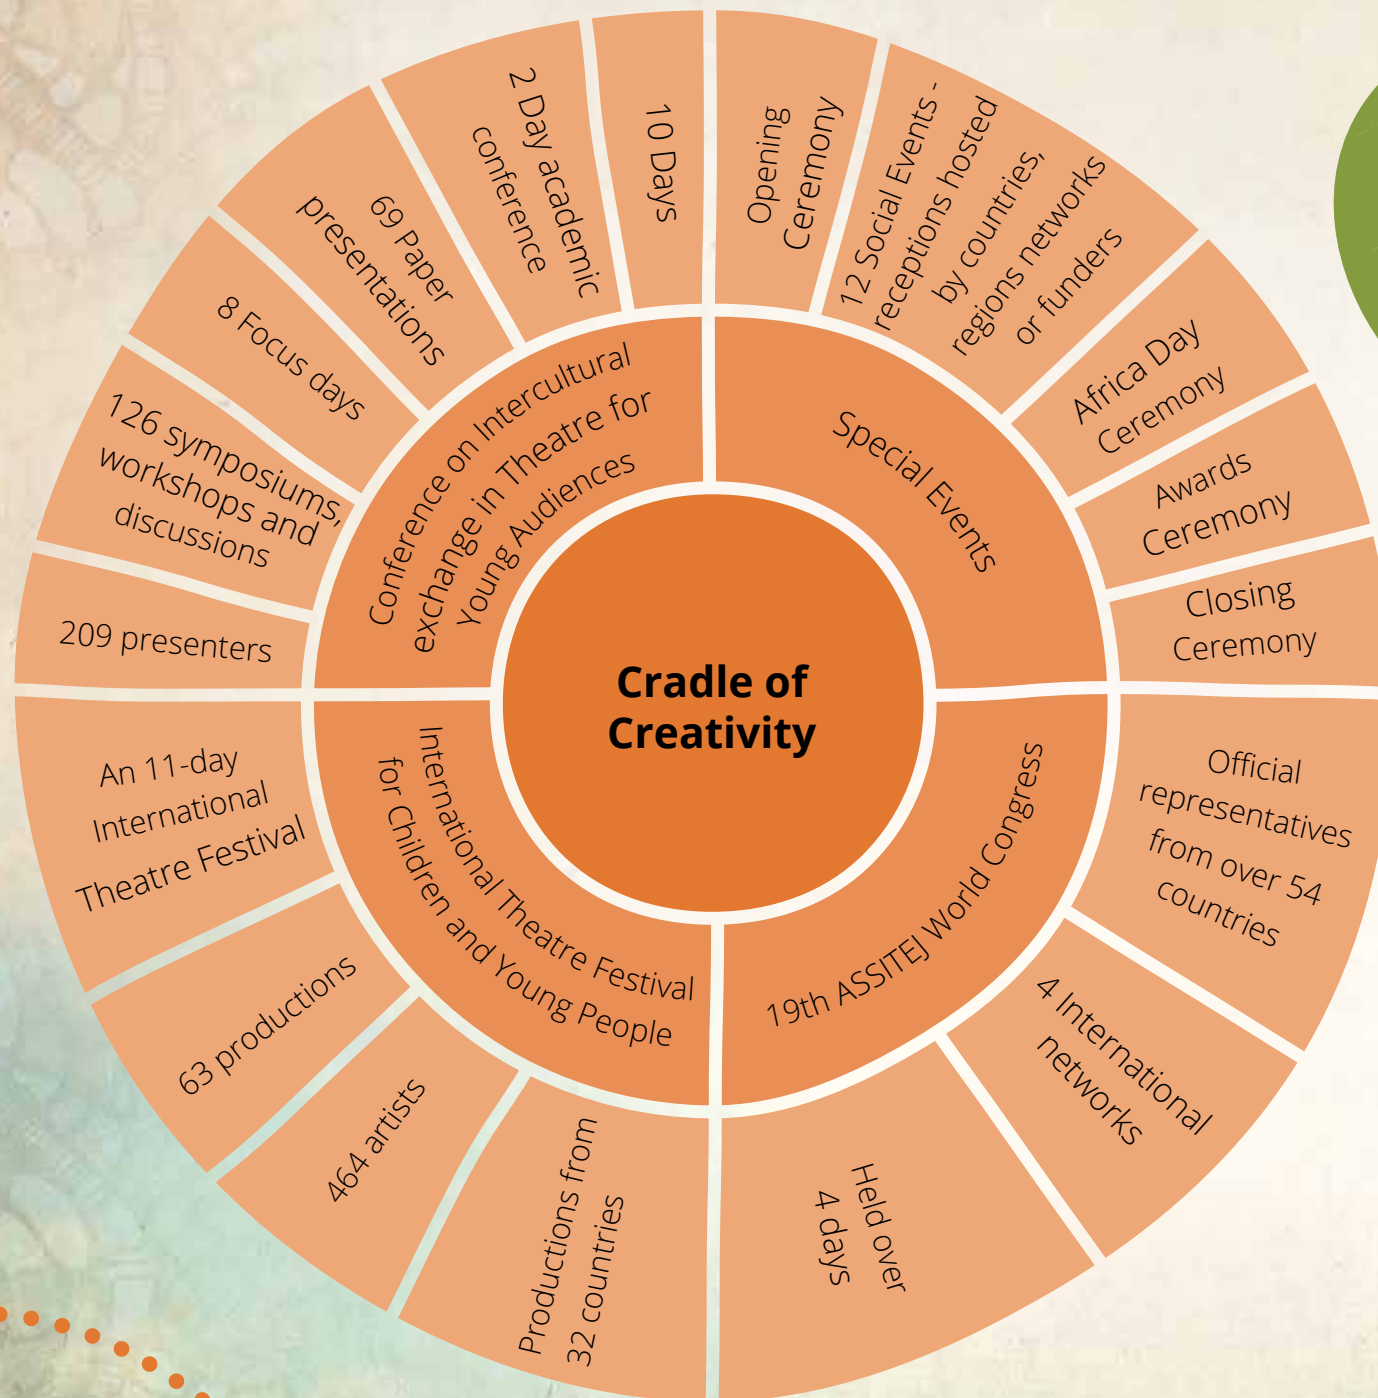 Cradle of
Creativity
Special Events
Opening
Ceremony
12 Social Events -
receptions hosted
by countries,
regions networks
or funders
Africa Day
Ceremony
Awards
Ceremony
Closing
Ceremony
19th ASSITEJ World Congress
Official
representatives
from over 54
countries
4 International
networks
Held over
4 days
International Theatre Festival
for Children and Young People
Productions from
32 countries
464 artists
63 productions
An 11-day
International
Theatre Festival
Conference on Intercultural
exchange in Theatre for
Young Audiences
209 presenters
126 symposiums,
workshops and
discussions
8 Focus days
69 Paper
presentations
2 Day academic
conference
10 Days